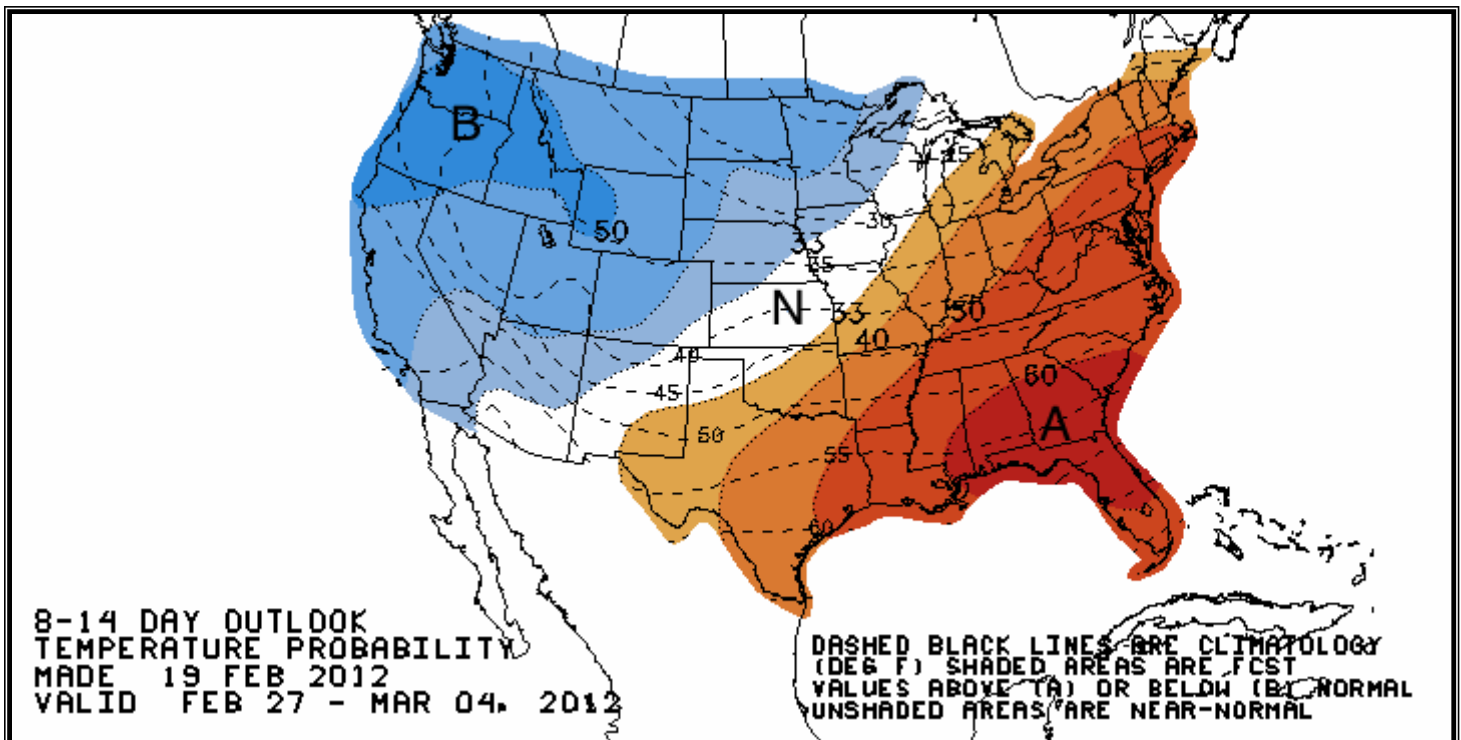 B
50
25
30
33
35
N
33
50
40
40
45
60
A
50
55
60
8-14 DAY OUTLOOK
TEMPERATURE PROBABILITY
MADE 19 FEB 2012
VALID FEB 27 - MAR 04, 2012
DASHED BLACK LINES ARE CLIMATOLOGY
(DEG F) SHADED AREAS ARE FCST
VALUES ABOVE (A) OR BELOW (B) NORMAL
UNSHADED AREAS ARE NEAR-NORMAL